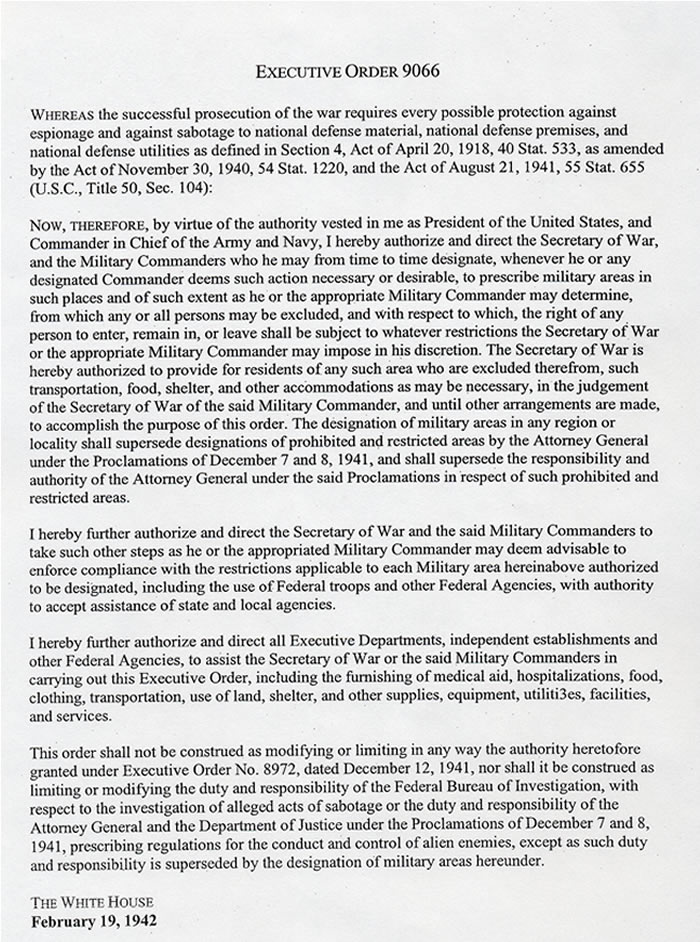 EXECUTIVE ORDER 9066
WHEREAS the successful prosecution of the war requires every possible protection against
espionage and against sabotage to national defense material, national defense premises, and
national defense utilities as defined in Section 4, Act of April 20, 1918, 40 Stat. 533, as amended
by the Act of November 30, 1940, 54 Stat. 1220, and the Act of August 21, 1941, 55 Stat. 655
(U.S.C., Title 50, Sec. 104):
NOW, THEREFORE, by virtue of the authority vested in me as President of the United States, and
Commander in Chief of the Army and Navy, I hereby authorize and direct the Secretary of War,
and the Military Commanders who he may from time to time designate, whenever he or any
designated Commander deems such action necessary or desirable, to prescribe military areas in
such places and of such extent as he or the appropriate Military Commander may determine,
from which any or all persons may be excluded, and with respect to which, the right of any
person to enter, remain in, or leave shall be subject to whatever restrictions the Secretary of War
or the appropriate Military Commander may impose in his discretion. The Secretary of War is
hereby authorized to provide for residents of any such area who are excluded therefrom, such
transportation, food, shelter, and other accommodations as may be necessary, in the judgement
of the Secretary of War of the said Military Commander, and until other arrangements are made,
to accomplish the purpose of this order. The designation of military areas in any region or
locality shall supersede designations of prohibited and restricted areas by the Attorney General
under the Proclamations of December 7 and 8, 1941, and shall supersede the responsibility and
authority of the Attorney General under the said Proclamations in respect of such prohibited and
restricted areas.
I hereby further authorize and direct the Secretary of War and the said Military Commanders to
take such other steps as he or the appropriated Military Commander may deem advisable to
enforce compliance with the restrictions applicable to each Military area hereinabove authorized
to be designated, including the use of Federal troops and other Federal Agencies, with authority
to accept assistance of state and local agencies.
I hereby further authorize and direct all Executive Departments, independent establishments and
other Federal Agencies, to assist the Secretary of War or the said Military Commanders in
carrying out this Executive Order, including the furnishing of medical aid, hospitalizations, food,
clothing, transportation, use of land, shelter, and other supplies, equipment, utiliti3es, facilities,
and services.
This order shall not be construed as modifying or limiting in any way the authority heretofore
granted under Executive Order No. 8972, dated December 12, 1941, nor shall it be construed as
limiting or modifying the duty and responsibility of the Federal Bureau of Investigation, with
respect to the investigation of alleged acts of sabotage or the duty and responsibility of the
Attorney General and the Department of Justice under the Proclamations of December 7 and 8,
1941, prescribing regulations for the conduct and control of alien enemies, except as such duty
and responsibility is superseded by the designation of military areas hereunder.
THE WHITE HOUSE
February 19, 1942